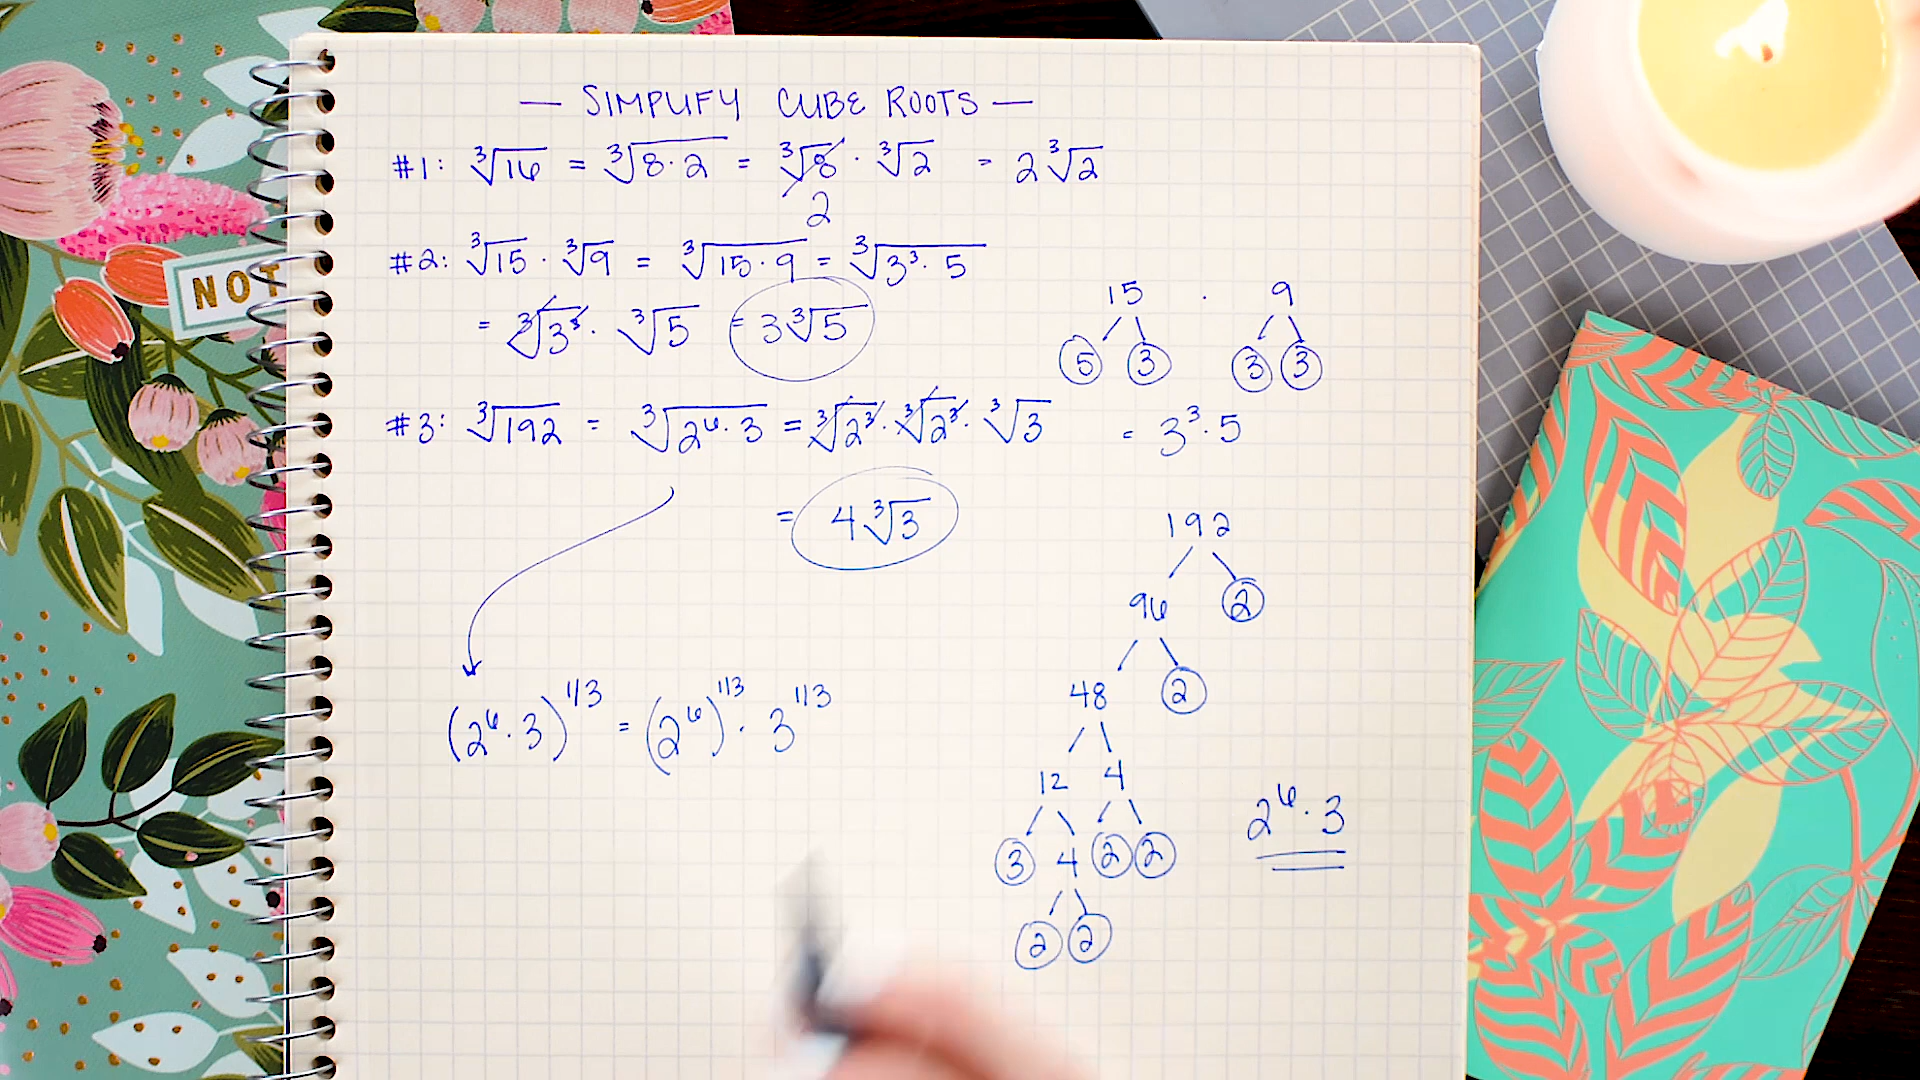 — SIMPLIFY CUBE ROOTS —
#1: ∛16 = ∛8·2 = ∛8 · ∛2 = 2∛2
2
#2: ∛15 · ∛9 = ∛15·9 = ∛3³·5
= ∛3³ · ∛5 = 3∛5
15 · 9
5 3 3 3
= 3³·5
#3: ∛192 = ∛2⁶·3 = ∛2³ · ∛2³ · ∛3
= 4∛3
192
96 2
48 2
12 4
3 4 2 2
2 2
2⁶·3
(2⁶·3)^1/3 = (2⁶)^1/3 · 3^1/3
NOT